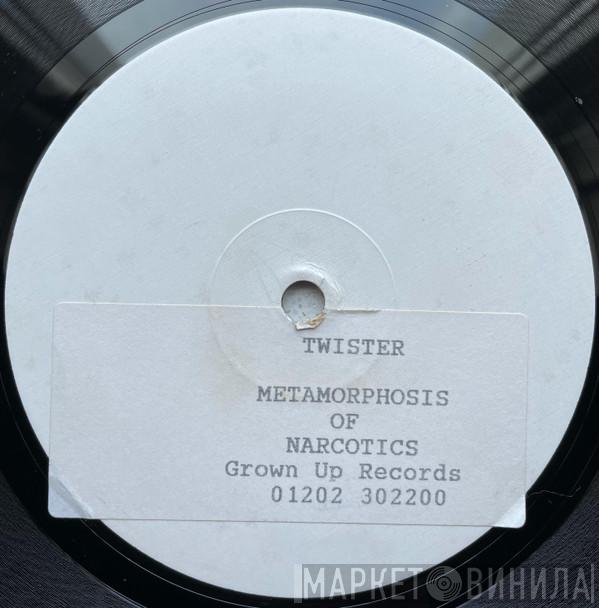 TWISTER
METAMORPHOSIS
OF
NARCOTICS
Grown Up Records
01202 302200
МАРКЕТ ВИНИЛА